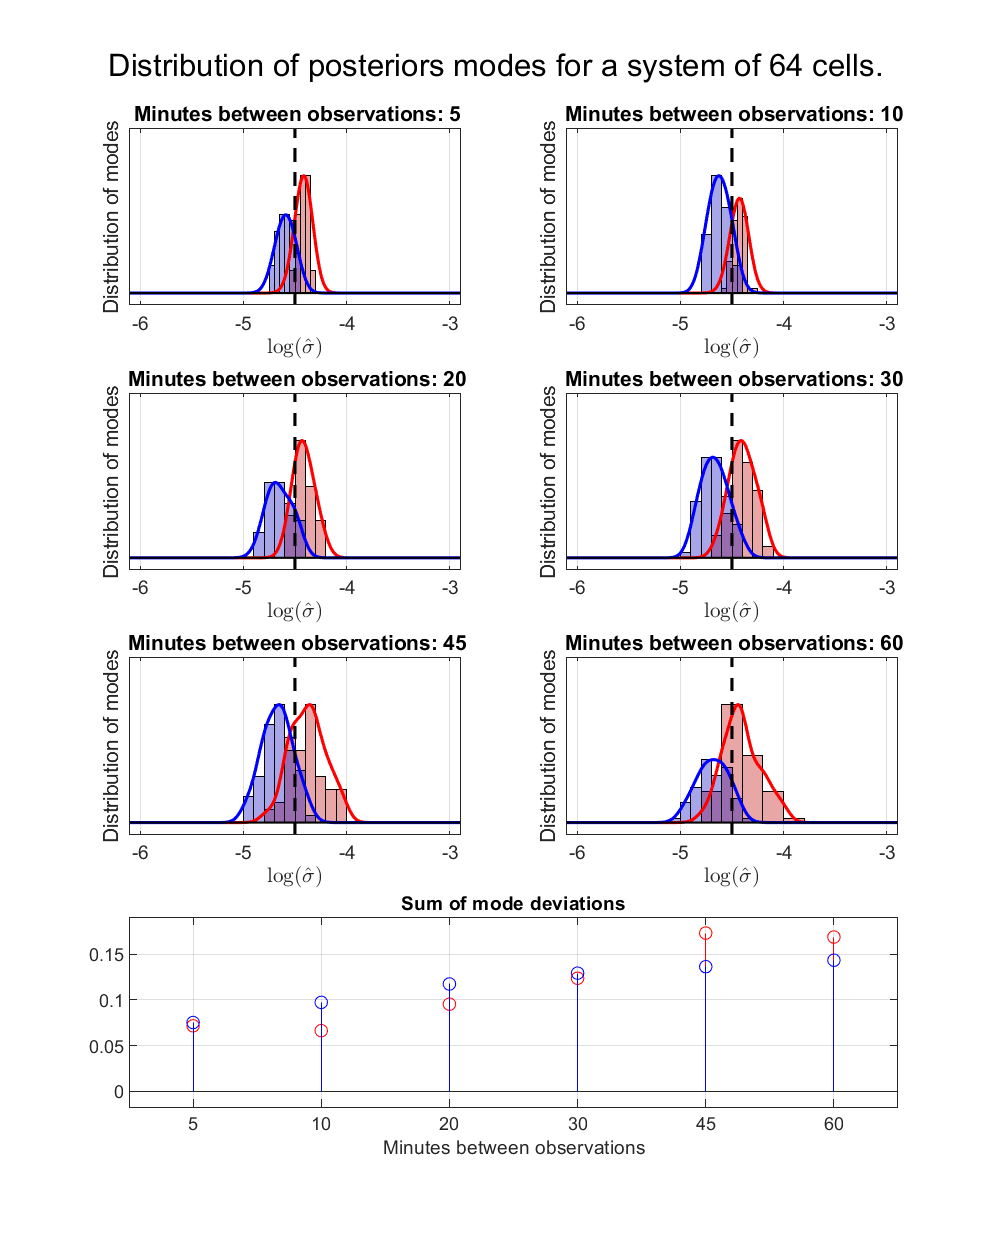 Distribution of posteriors modes for a system of 64 cells.
Minutes between observations: 5
Distribution of modes
-6 -5 -4 -3
log(σ̂)
Minutes between observations: 10
Distribution of modes
-6 -5 -4 -3
log(σ̂)
Minutes between observations: 20
Distribution of modes
-6 -5 -4 -3
log(σ̂)
Minutes between observations: 30
Distribution of modes
-6 -5 -4 -3
log(σ̂)
Minutes between observations: 45
Distribution of modes
-6 -5 -4 -3
log(σ̂)
Minutes between observations: 60
Distribution of modes
-6 -5 -4 -3
log(σ̂)
Sum of mode deviations
0.15
0.1
0.05
0
5 10 20 30 45 60
Minutes between observations